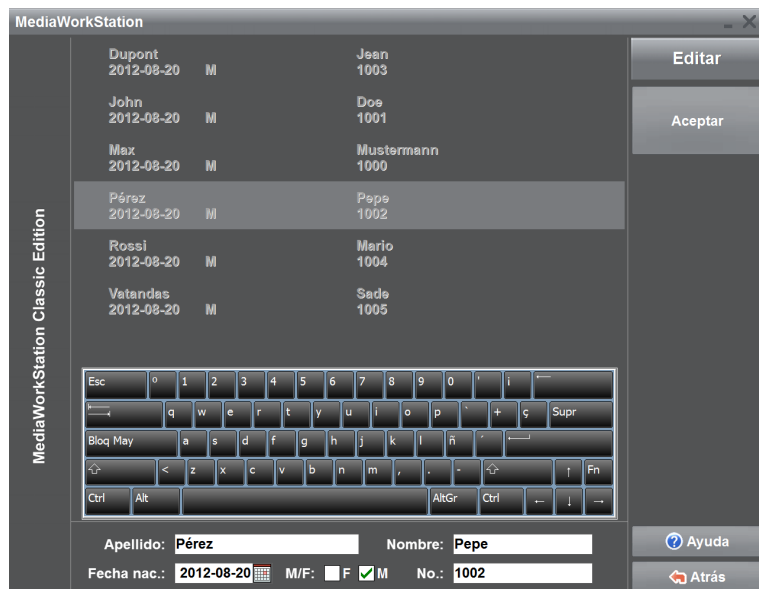 MediaWorkStation
Dupont Jean
2012-08-20 M 1003
John Doe
2012-08-20 M 1001
Max Mustermann
2012-08-20 M 1000
Pérez Pepe
2012-08-20 M 1002
Rossi Mario
2012-08-20 M 1004
Vatandas Sade
2012-08-20 M 1005
Editar
Aceptar
MediaWorkStation Classic Edition
Esc º 1 2 3 4 5 6 7 8 9 0 ' ¡
q w e r t y u i o p ` + ç Supr
Bloq May a s d f g h j k l ñ ´
< z x c v b n m , . - ↑ Fn
Ctrl Alt AltGr Ctrl ← ↓ →
Apellido: Pérez Nombre: Pepe
Fecha nac.: 2012-08-20 M/F: F M No.: 1002
Ayuda
Atrás